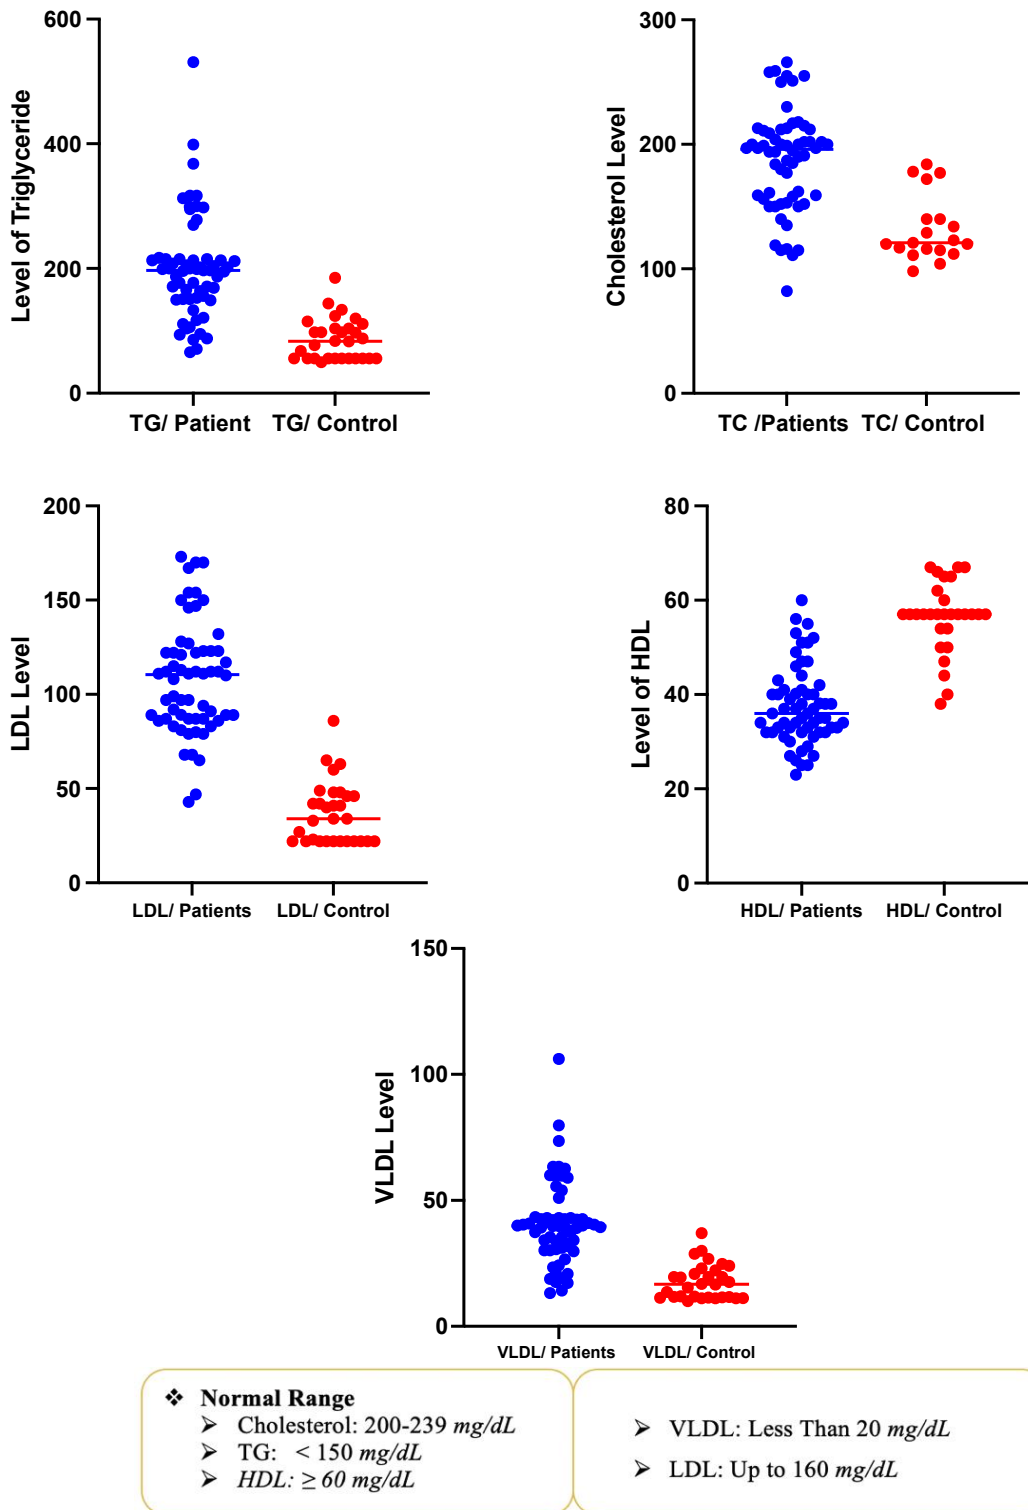 600
400
200
0
Level of Triglyceride
TG/ Patient TG/ Control
300
200
100
0
Cholesterol Level
TC /Patients TC/ Control
200
150
100
50
0
LDL Level
LDL/ Patients LDL/ Control
80
60
40
20
0
Level of HDL
HDL/ Patients HDL/ Control
150
100
50
0
VLDL Level
VLDL/ Patients VLDL/ Control
❖ Normal Range
➢ Cholesterol: 200-239 mg/dL
➢ TG: < 150 mg/dL
➢ HDL: ≥ 60 mg/dL
➢ VLDL: Less Than 20 mg/dL
➢ LDL: Up to 160 mg/dL